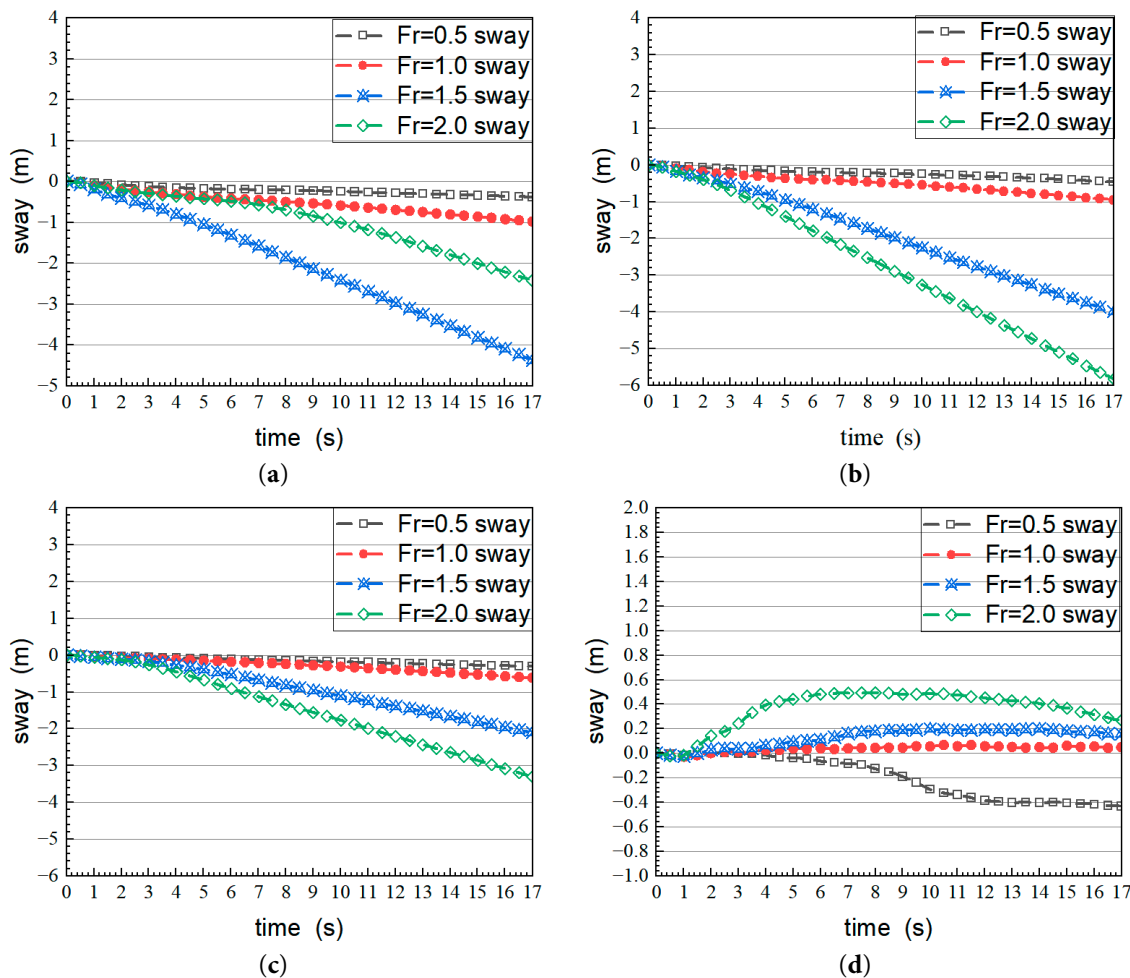 4
3
2
1
0
−1
−2
−3
−4
−5
sway (m)
Fr=0.5 sway
Fr=1.0 sway
Fr=1.5 sway
Fr=2.0 sway
0 1 2 3 4 5 6 7 8 9 10 11 12 13 14 15 16 17
time (s)
(a)
4
3
2
1
0
−1
−2
−3
−4
−5
−6
sway (m)
Fr=0.5 sway
Fr=1.0 sway
Fr=1.5 sway
Fr=2.0 sway
0 1 2 3 4 5 6 7 8 9 10 11 12 13 14 15 16 17
time (s)
(b)
4
3
2
1
0
−1
−2
−3
−4
−5
−6
sway (m)
Fr=0.5 sway
Fr=1.0 sway
Fr=1.5 sway
Fr=2.0 sway
0 1 2 3 4 5 6 7 8 9 10 11 12 13 14 15 16 17
time (s)
(c)
2.0
1.8
1.6
1.4
1.2
1.0
0.8
0.6
0.4
0.2
0.0
−0.2
−0.4
−0.6
−0.8
−1.0
sway (m)
Fr=0.5 sway
Fr=1.0 sway
Fr=1.5 sway
Fr=2.0 sway
0 1 2 3 4 5 6 7 8 9 10 11 12 13 14 15 16 17
time (s)
(d)